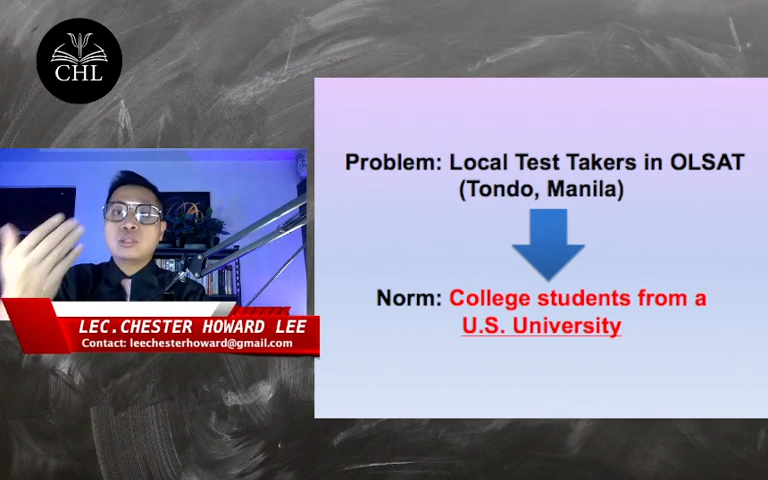 CHL
Problem: Local Test Takers in OLSAT
(Tondo, Manila)
Norm: College students from a
U.S. University
LEC.CHESTER HOWARD LEE
Contact: leechesterhoward@gmail.com